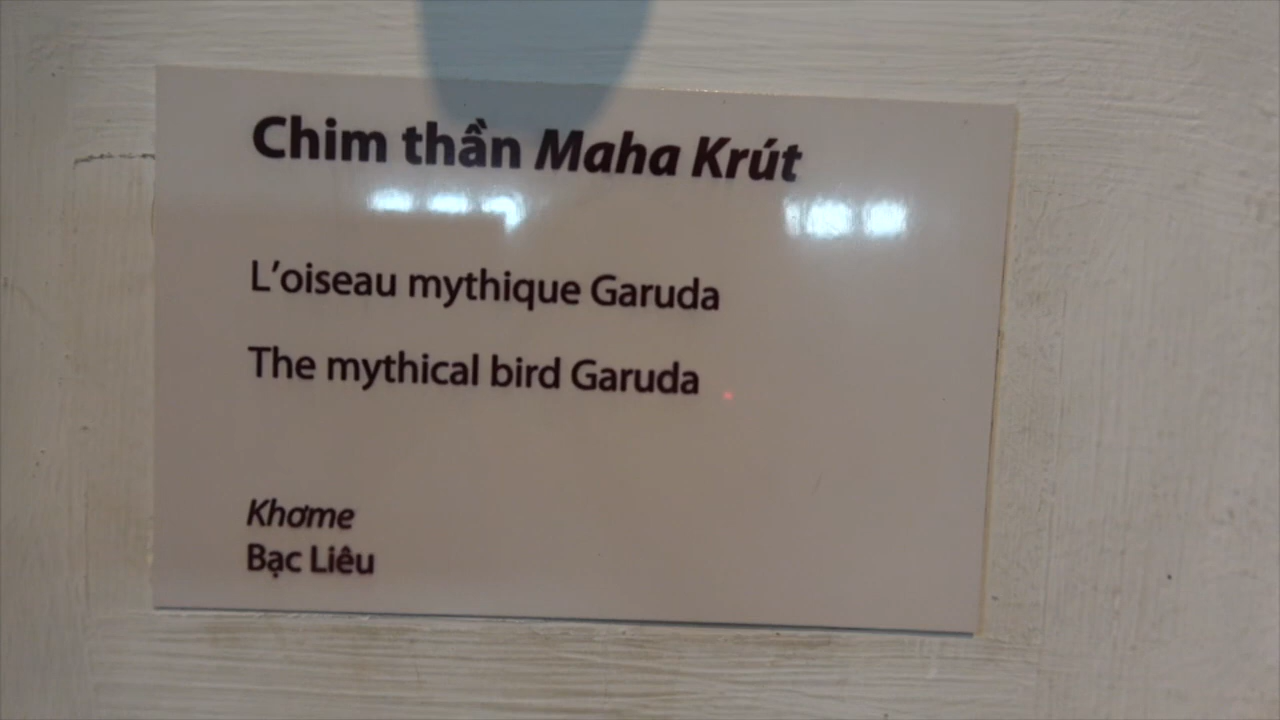 Chim thần Maha Krút
L’oiseau mythique Garuda
The mythical bird Garuda
Khơme
Bạc Liêu